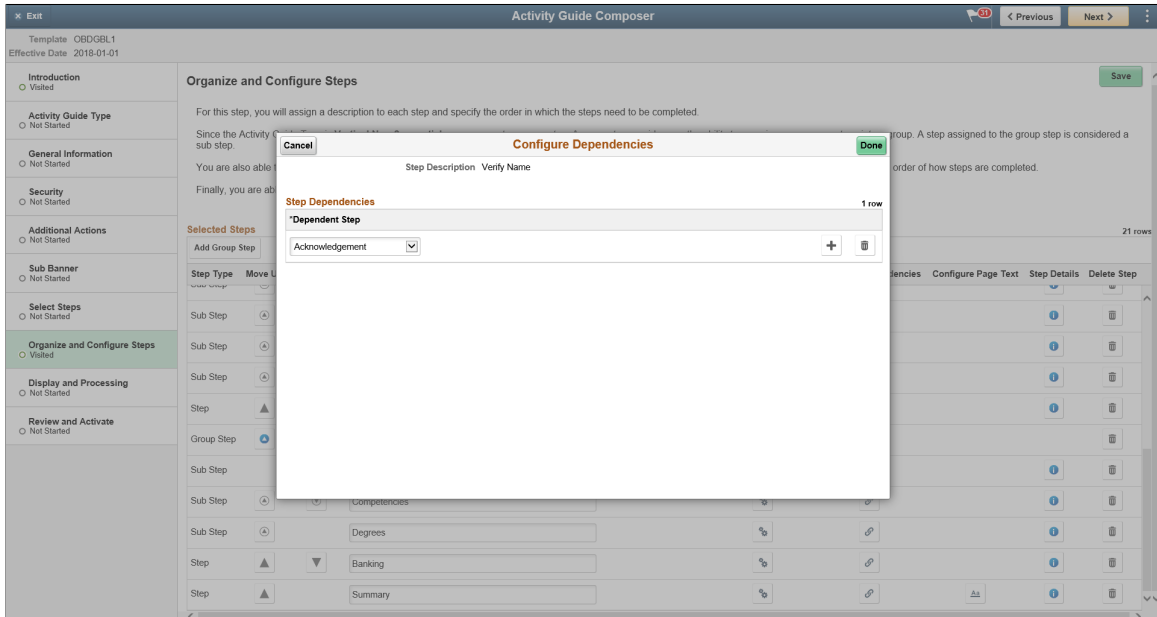 × Exit
Activity Guide Composer
31
< Previous
Next >
Template OBDGBL1
Effective Date 2018-01-01
Introduction
Visited
Activity Guide Type
Not Started
General Information
Not Started
Security
Not Started
Additional Actions
Not Started
Sub Banner
Not Started
Select Steps
Not Started
Organize and Configure Steps
Visited
Display and Processing
Not Started
Review and Activate
Not Started
Organize and Configure Steps
Save
For this step, you will assign a description to each step and specify the order in which the steps need to be completed.
Since the Activity
group. A step assigned to the group step is considered a
sub step.
You are also able
order of how steps are completed.
Finally, you are ab
Cancel
Configure Dependencies
Done
Step Description Verify Name
Step Dependencies
1 row
*Dependent Step
Acknowledgement
Selected Steps
21 rows
Add Group Step
Step Type Move U
dencies Configure Page Text Step Details Delete Step
Sub Step
Sub Step
Sub Step
Sub Step
Step
Group Step
Sub Step
Sub Step Competencies
Sub Step Degrees
Step Banking
Step Summary Aa